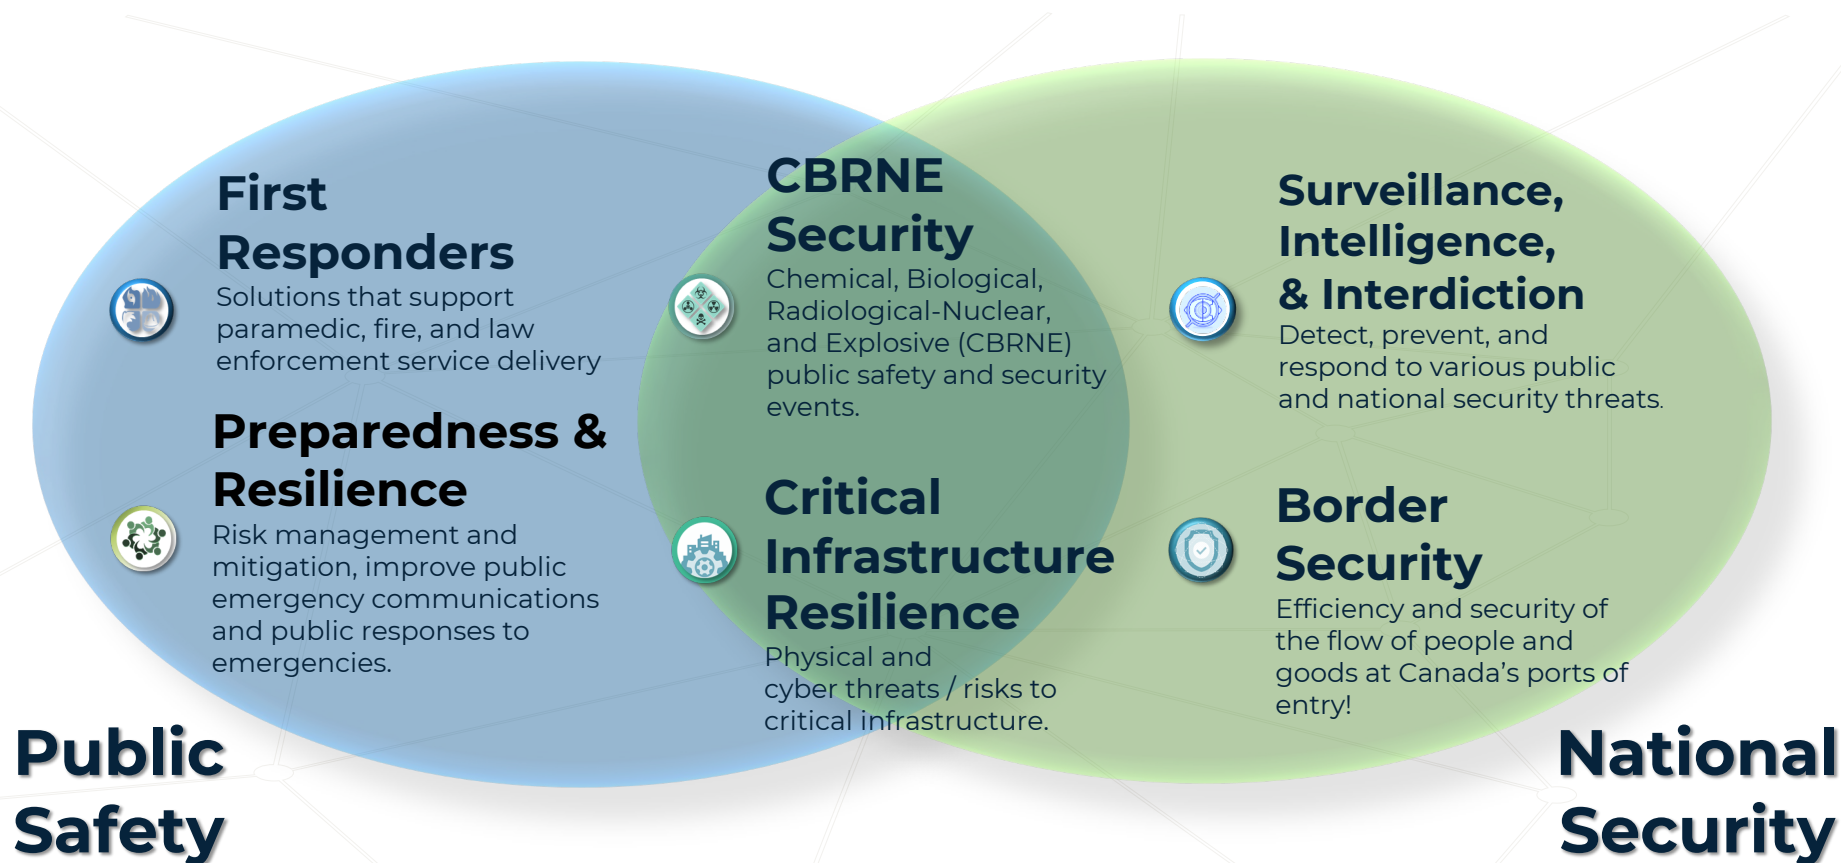 First
Responders
Solutions that support
paramedic, fire, and law
enforcement service delivery
Preparedness &
Resilience
Risk management and
mitigation, improve public
emergency communications
and public responses to
emergencies.
CBRNE
Security
Chemical, Biological,
Radiological-Nuclear,
and Explosive (CBRNE)
public safety and security
events.
Critical
Infrastructure
Resilience
Physical and
cyber threats / risks to
critical infrastructure.
Surveillance,
Intelligence,
& Interdiction
Detect, prevent, and
respond to various public
and national security threats.
Border
Security
Efficiency and security of
the flow of people and
goods at Canada’s ports of
entry!
Public
Safety
National
Security